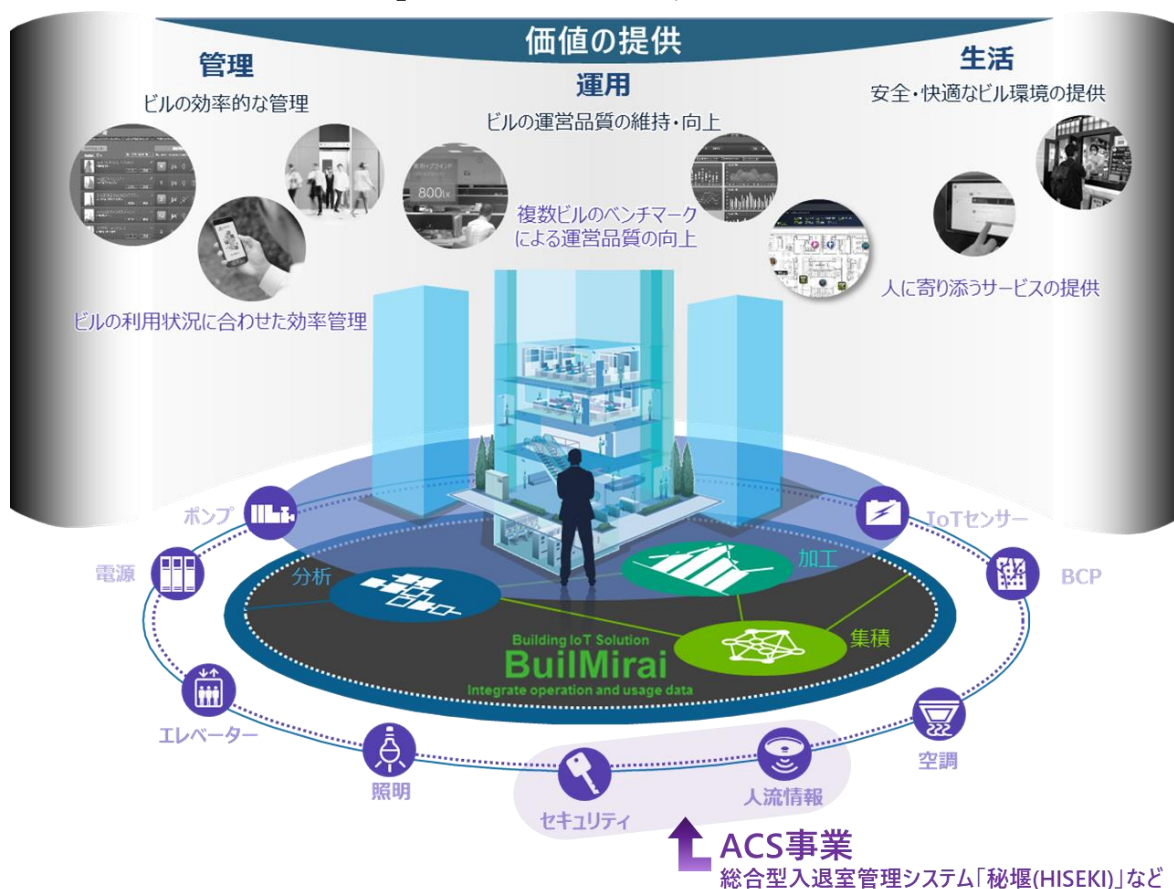 価値の提供
管理
ビルの効率的な管理
運用
ビルの運営品質の維持・向上
生活
安全・快適なビル環境の提供
800lx
複数ビルのベンチマーク
による運営品質の向上
ビルの利用状況に合わせた効率管理
人に寄り添うサービスの提供
ポンプ
IoTセンサー
電源
BCP
分析
加工
集積
Building IoT Solution
BuilMirai
Integrate operation and usage data
エレベーター
空調
照明
人流情報
セキュリティ
ACS事業
総合型入退室管理システム「秘堰(HISEKI)」など